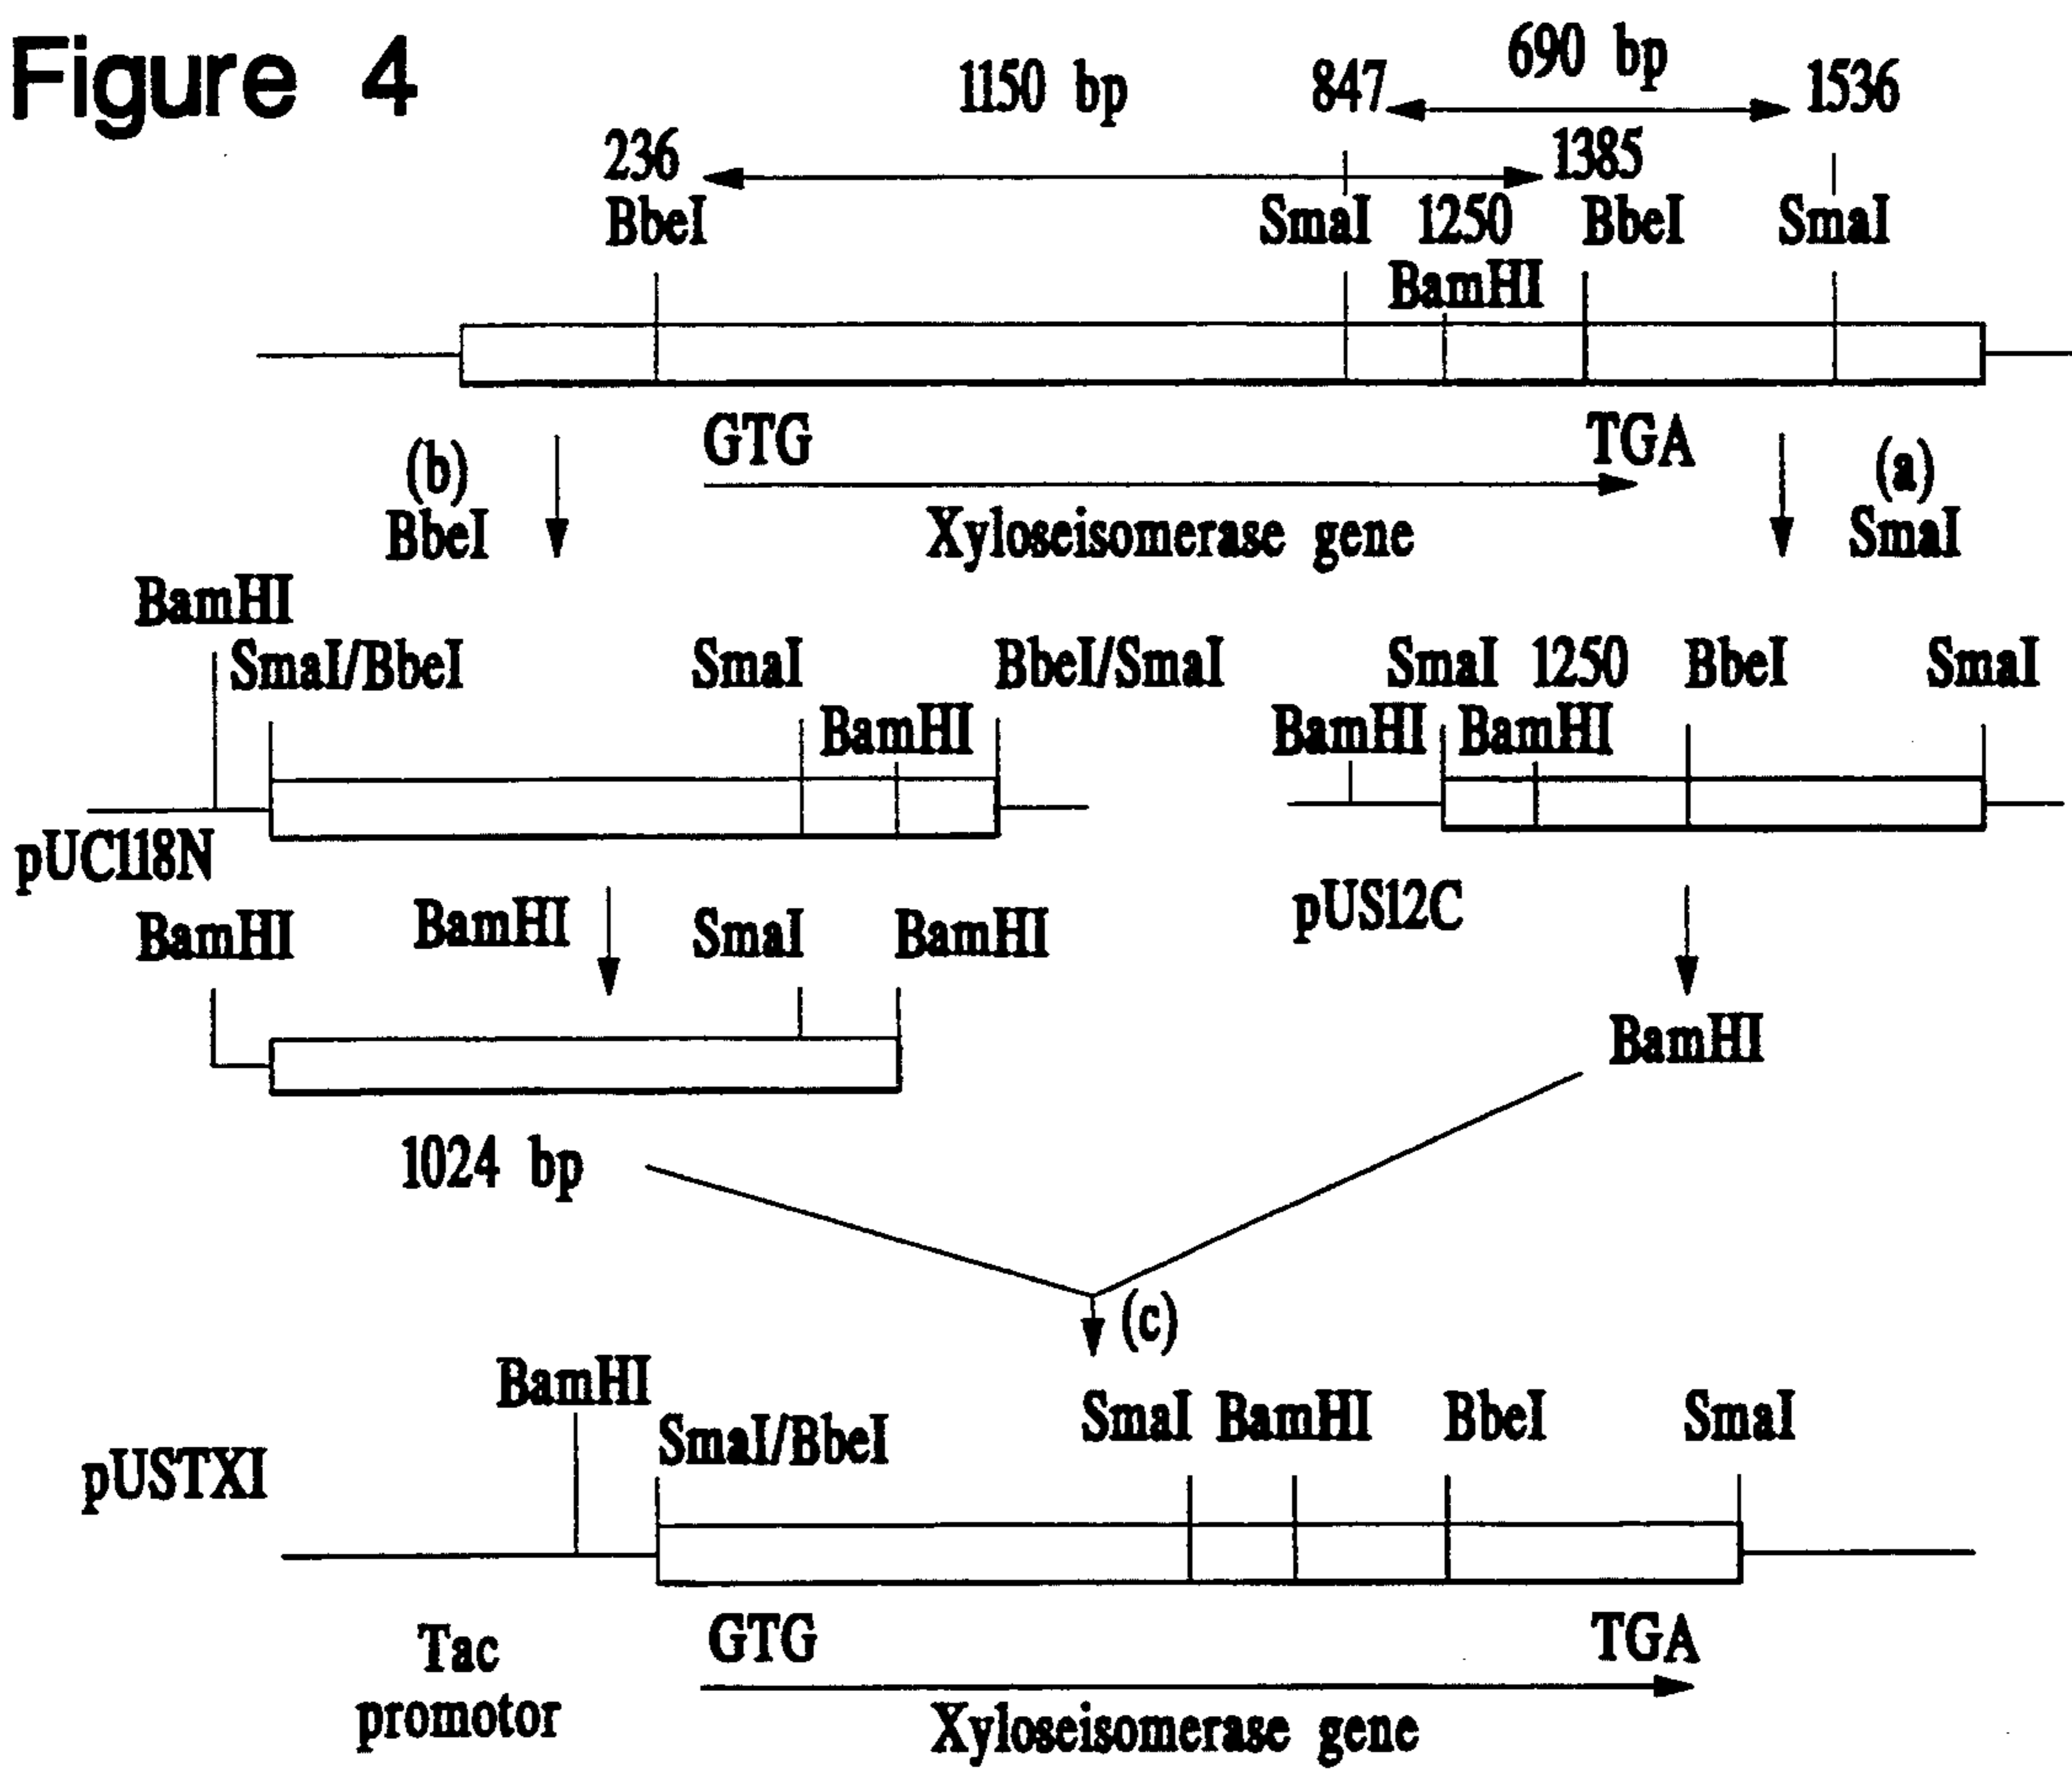 Figure 4
690 bp
1150 bp 847 1536
236 1385
BbeI SmaI 1250 BbeI SmaI
BamHI
GTG TGA
(b) (a)
BbeI Xyloseisomerase gene SmaI
BamHI
SmaI/BbeI SmaI BbeI/SmaI SmaI 1250 BbeI SmaI
BamHI BamHI BamHI
pUC118N
pUS12C
BamHI BamHI SmaI BamHI
BamHI
1024 bp
(c)
BamHI
SmaI/BbeI SmaI BamHI BbeI SmaI
pUSTXI
GTG TGA
Tac
promotor
Xyloseisomerase gene